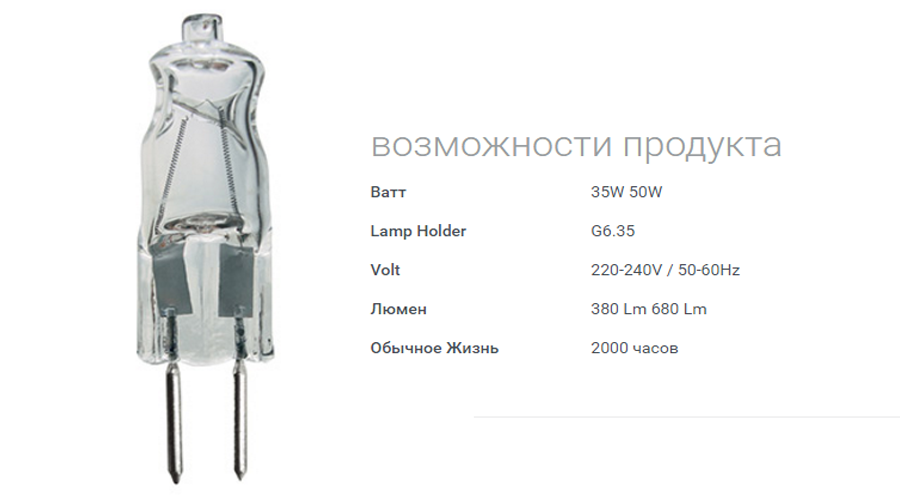 возможности продукта
Ватт 35W 50W
Lamp Holder G6.35
Volt 220-240V / 50-60Hz
Люмен 380 Lm 680 Lm
Обычное Жизнь 2000 часов